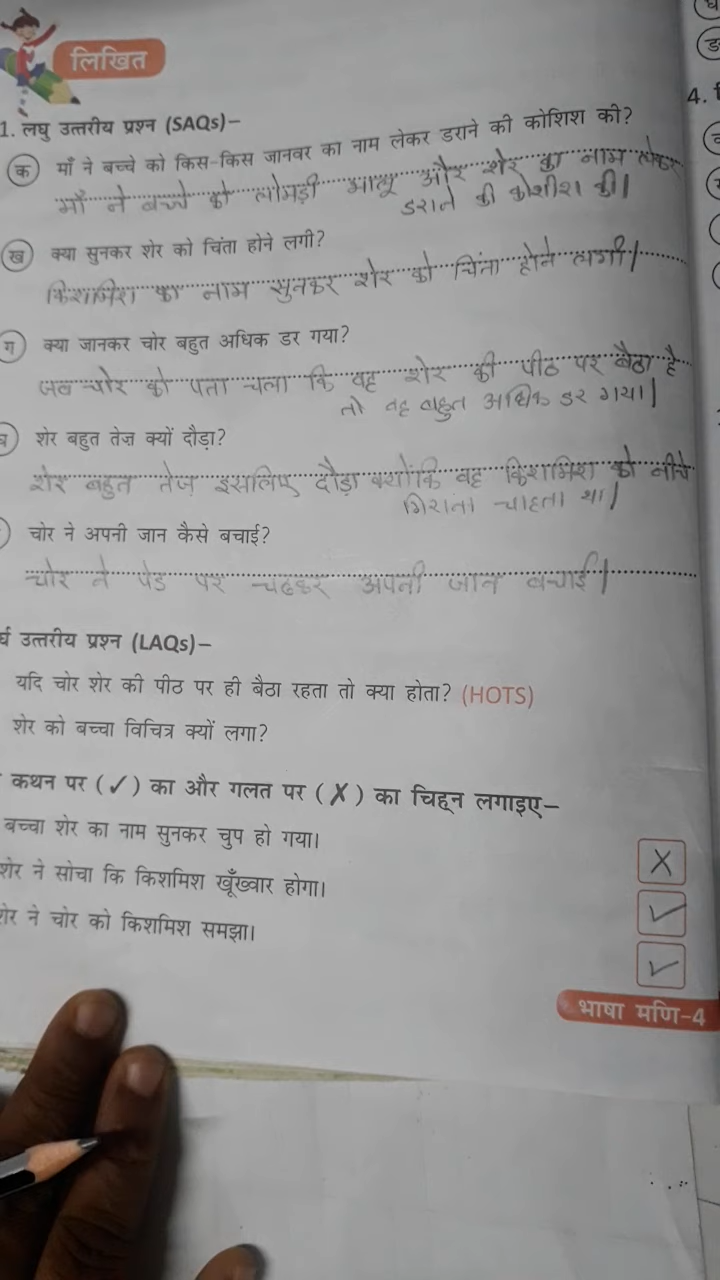 लिखित
1. लघु उत्तरीय प्रश्न (SAQs)–
क माँ ने बच्चे को किस-किस जानवर का नाम लेकर डराने की कोशिश की?
माँ ने बच्चे को लोमड़ी भालू और शेर का नाम लेकर
डराने की कोशीश की|
ख क्या सुनकर शेर को चिंता होने लगी?
किशमिश का नाम सुनकर शेर को चिंता होने लगी|
ग क्या जानकर चोर बहुत अधिक डर गया?
जब चोर को पता चला कि वह शेर की पीठ पर बैठा है
तो वह बहुत अधिक डर गया|
शेर बहुत तेज़ क्यों दौड़ा?
शेर बहुत तेज़ इसलिए दौड़ा क्योंकि वह किशमिश को नीचे
गिराना चाहता था|
चोर ने अपनी जान कैसे बचाई?
चोर ने पेड पर चढकर अपनी जान बचाई|
र्घ उत्तरीय प्रश्न (LAQs)–
यदि चोर शेर की पीठ पर ही बैठा रहता तो क्या होता? (HOTS)
शेर को बच्चा विचित्र क्यों लगा?
कथन पर (✓) का और गलत पर (✗) का चिह्न लगाइए–
बच्चा शेर का नाम सुनकर चुप हो गया। ✗
शेर ने सोचा कि किशमिश खूँख्वार होगा। ✓
शेर ने चोर को किशमिश समझा। ✓
भाषा मणि-4
4.